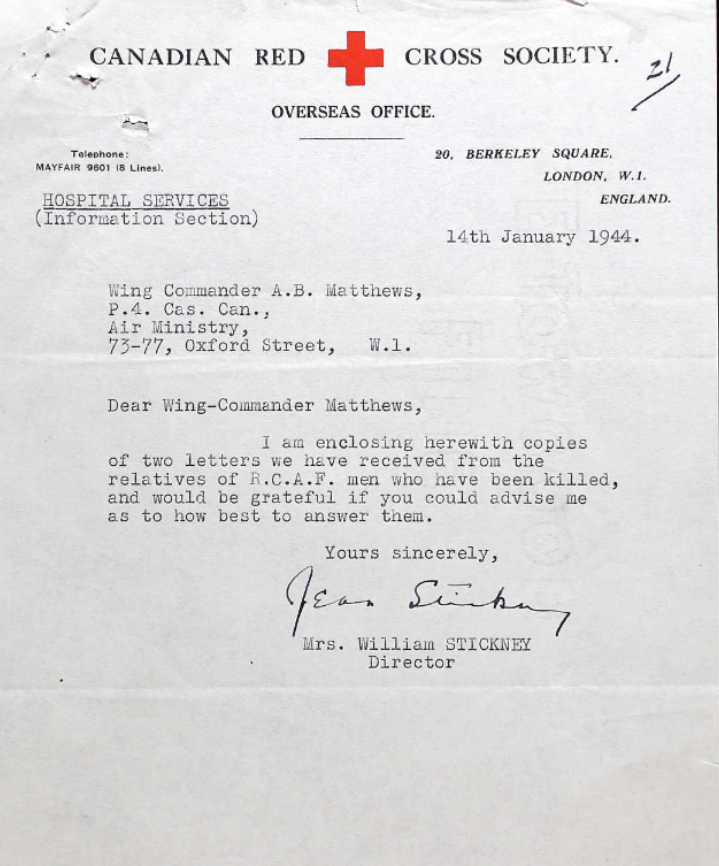 CANADIAN RED CROSS SOCIETY.
21
OVERSEAS OFFICE.
Telephone:
MAYFAIR 9601 (8 Lines).
20, BERKELEY SQUARE,
LONDON, W.1.
ENGLAND.
HOSPITAL SERVICES
(Information Section)
14th January 1944.
Wing Commander A.B. Matthews,
P.4. Cas. Can.,
Air Ministry,
73-77, Oxford Street, W.1.
Dear Wing-Commander Matthews,
I am enclosing herewith copies
of two letters we have received from the
relatives of R.C.A.F. men who have been killed,
and would be grateful if you could advise me
as to how best to answer them.
Yours sincerely,
Jean Stickney
Mrs. William STICKNEY
Director